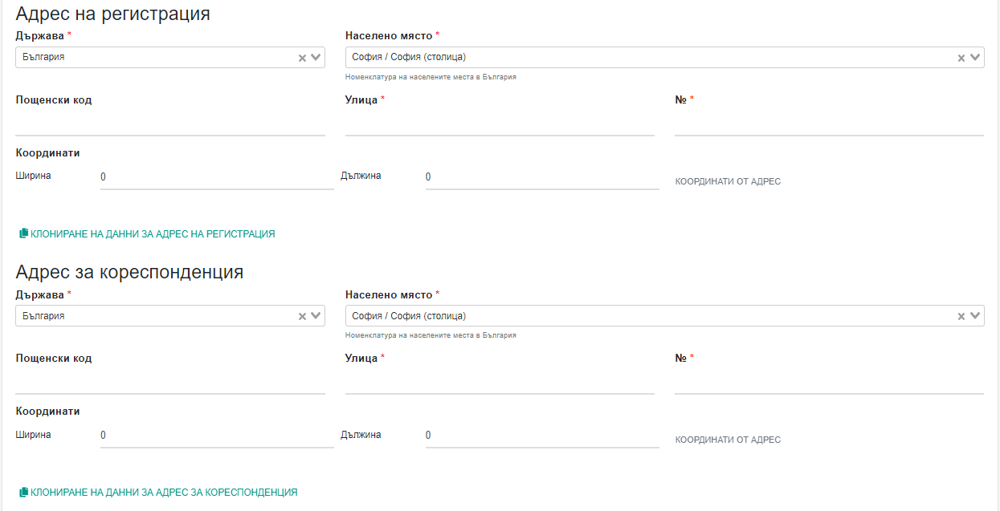 Адрес на регистрация
Държава * Населено място *
България София / София (столица)
Номенклатура на населените места в България
Пощенски код Улица * № *
Координати
Ширина 0 Дължина 0 КООРДИНАТИ ОТ АДРЕС
КЛОНИРАНЕ НА ДАННИ ЗА АДРЕС НА РЕГИСТРАЦИЯ
Адрес за кореспонденция
Държава * Населено място *
България София / София (столица)
Номенклатура на населените места в България
Пощенски код Улица * № *
Координати
Ширина 0 Дължина 0 КООРДИНАТИ ОТ АДРЕС
КЛОНИРАНЕ НА ДАННИ ЗА АДРЕС ЗА КОРЕСПОНДЕНЦИЯ